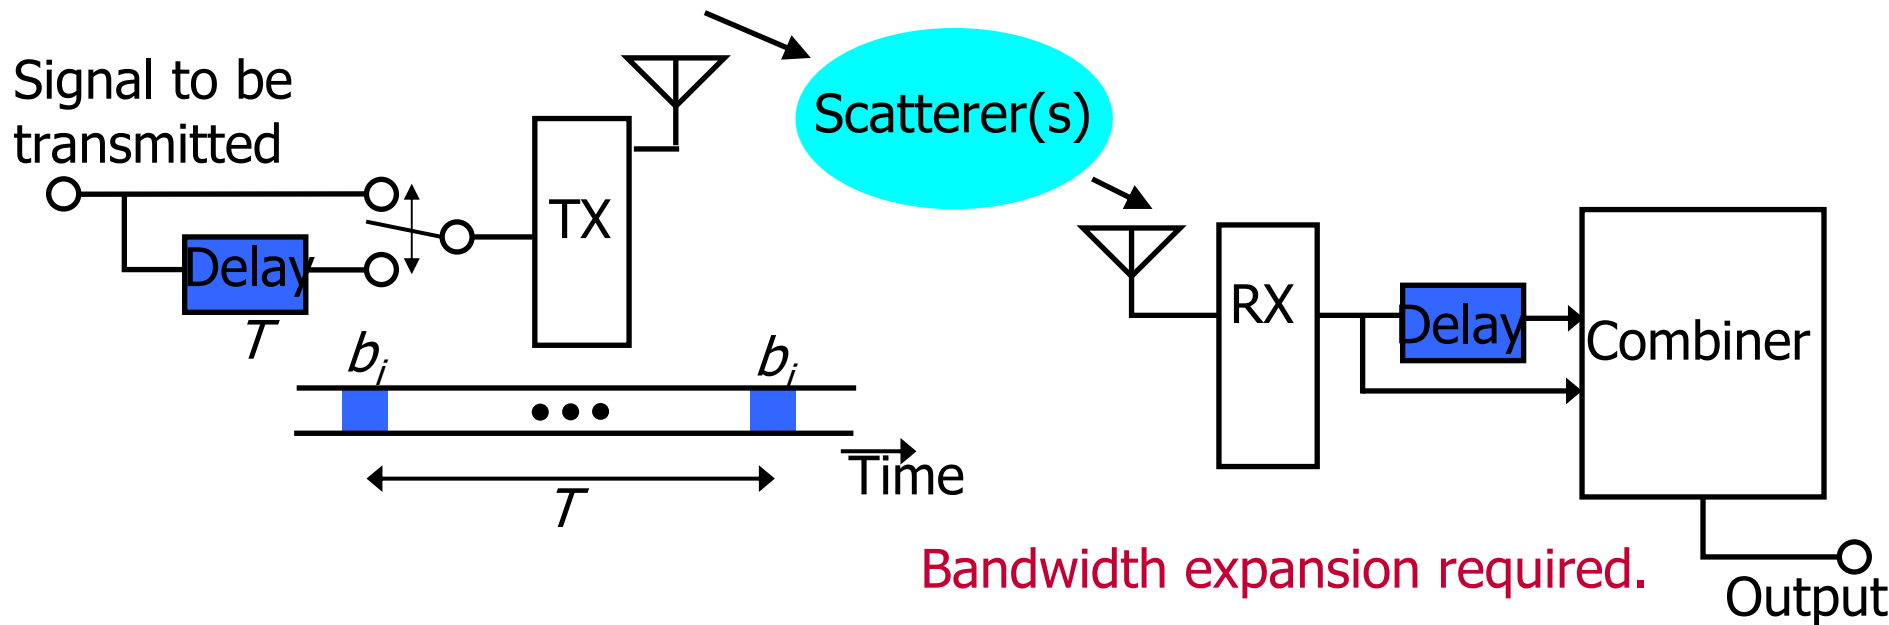 Signal to be
transmitted
Scatterer(s)
TX
Delay
T
b_i
b_i
RX
Delay
Combiner
Time
T
Bandwidth expansion required.
Output